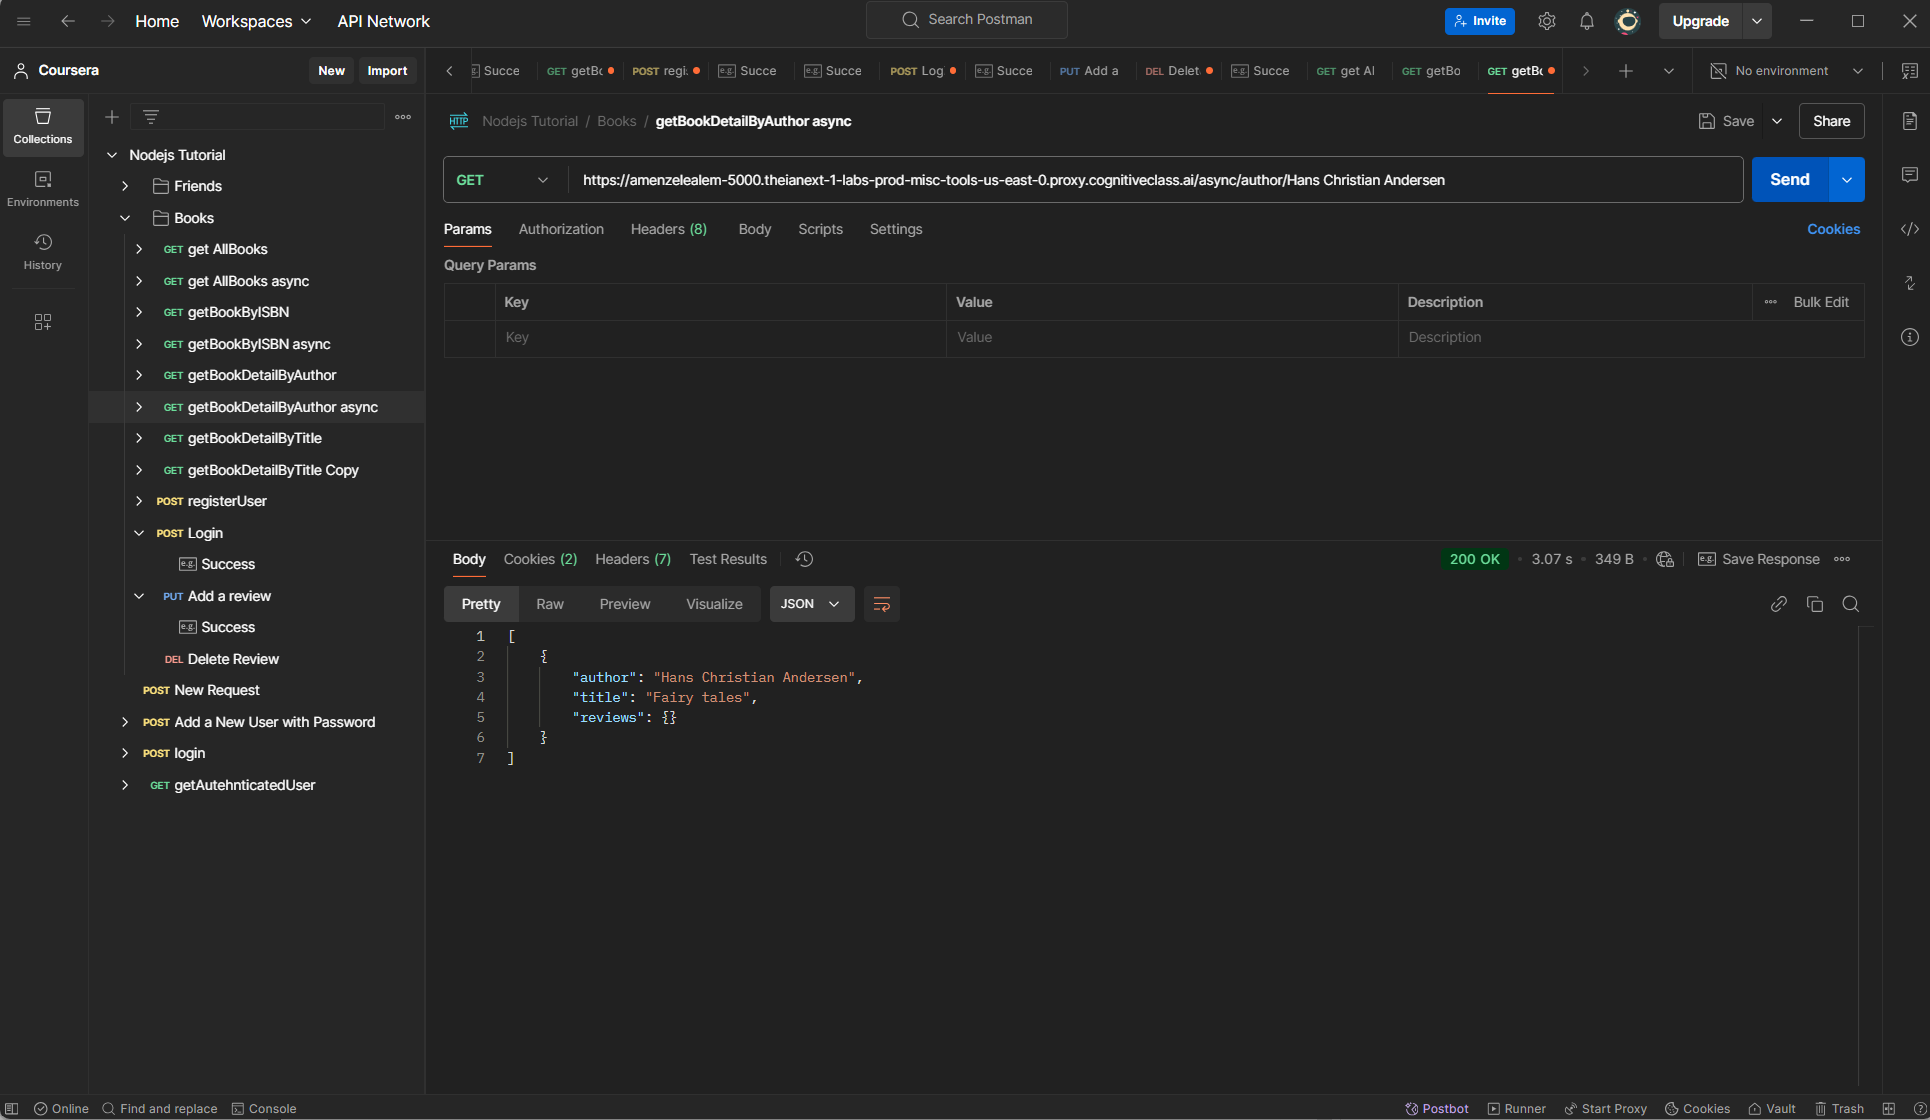 Home Workspaces API Network Search Postman Invite Upgrade
Coursera New Import
Succe GET getBo POST regi. e.g. Succe e.g. Succe POST Log e.g. Succe PUT Add a DEL Delet. e.g. Succe GET get Al GET getBo GET getBo No environment
Collections
Environments
History
Nodejs Tutorial
Friends
Books
GET get AllBooks
GET get AllBooks async
GET getBookByISBN
GET getBookByISBN async
GET getBookDetailByAuthor
GET getBookDetailByAuthor async
GET getBookDetailByTitle
GET getBookDetailByTitle Copy
POST registerUser
POST Login
e.g. Success
PUT Add a review
e.g. Success
DEL Delete Review
POST New Request
POST Add a New User with Password
POST login
GET getAutehnticatedUser
HTTP Nodejs Tutorial / Books / getBookDetailByAuthor async Save Share
GET https://amenzelealem-5000.theianext-1-labs-prod-misc-tools-us-east-0.proxy.cognitiveclass.ai/async/author/Hans Christian Andersen Send
Params Authorization Headers (8) Body Scripts Settings Cookies
Query Params
Key Value Description Bulk Edit
Key Value Description
Body Cookies (2) Headers (7) Test Results 200 OK 3.07 s 349 B e.g. Save Response
Pretty Raw Preview Visualize JSON
1 [
2 {
3 "author": "Hans Christian Andersen",
4 "title": "Fairy tales",
5 "reviews": {}
6 }
7 ]
Online Find and replace Console Postbot Runner Start Proxy Cookies Vault Trash